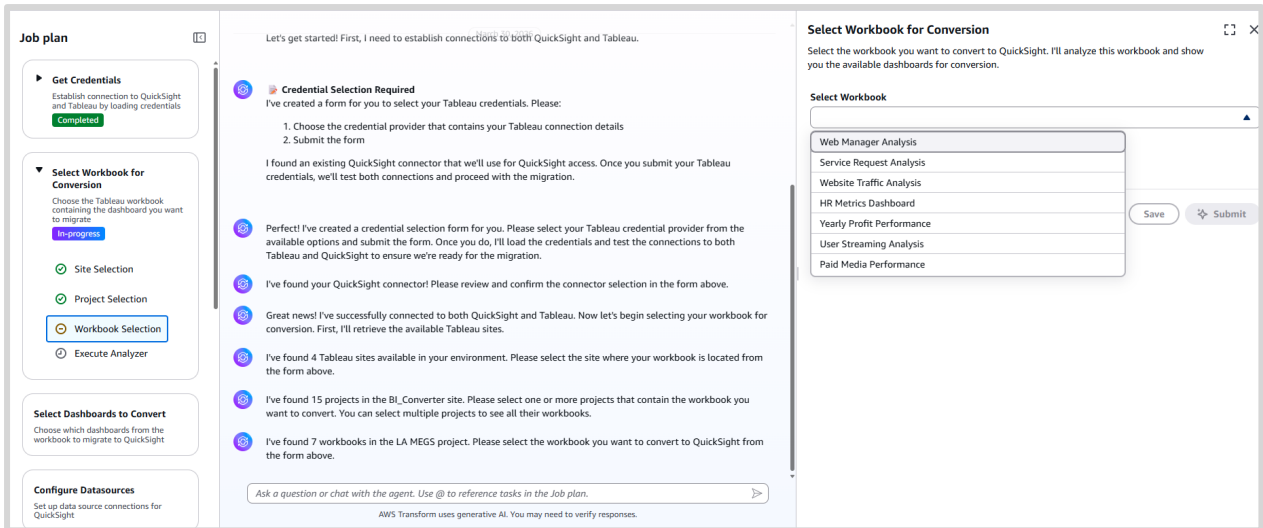 Job plan
Get Credentials
Establish connection to QuickSight
and Tableau by loading credentials
Completed
Select Workbook for
Conversion
Choose the Tableau workbook
containing the dashboard you want
to migrate
In-progress
Site Selection
Project Selection
Workbook Selection
Execute Analyzer
Select Dashboards to Convert
Choose which dashboards from the
workbook to migrate to QuickSight
Configure Datasources
Set up data source connections for
QuickSight
March 30, 2026
Let's get started! First, I need to establish connections to both QuickSight and Tableau.
Credential Selection Required
I've created a form for you to select your Tableau credentials. Please:
1. Choose the credential provider that contains your Tableau connection details
2. Submit the form
I found an existing QuickSight connector that we'll use for QuickSight access. Once you submit your Tableau
credentials, we'll test both connections and proceed with the migration.
Perfect! I've created a credential selection form for you. Please select your Tableau credential provider from the
available options and submit the form. Once you do, I'll load the credentials and test the connections to both
Tableau and QuickSight to ensure we're ready for the migration.
I've found your QuickSight connector! Please review and confirm the connector selection in the form above.
Great news! I've successfully connected to both QuickSight and Tableau. Now let's begin selecting your workbook for
conversion. First, I'll retrieve the available Tableau sites.
I've found 4 Tableau sites available in your environment. Please select the site where your workbook is located from
the form above.
I've found 15 projects in the BI_Converter site. Please select one or more projects that contain the workbook you
want to convert. You can select multiple projects to see all their workbooks.
I've found 7 workbooks in the LA MEGS project. Please select the workbook you want to convert to QuickSight from
the form above.
Ask a question or chat with the agent. Use @ to reference tasks in the Job plan.
AWS Transform uses generative AI. You may need to verify responses.
Select Workbook for Conversion
Select the workbook you want to convert to QuickSight. I'll analyze this workbook and show
you the available dashboards for conversion.
Select Workbook
Web Manager Analysis
Service Request Analysis
Website Traffic Analysis
HR Metrics Dashboard
Yearly Profit Performance
User Streaming Analysis
Paid Media Performance
Save
Submit